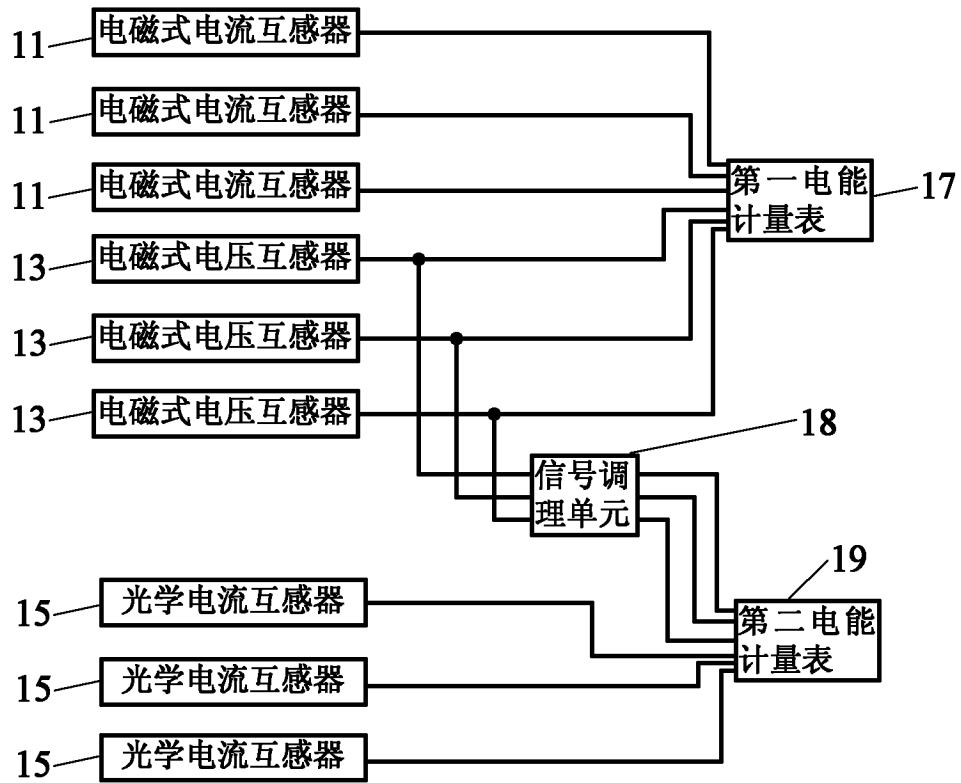 11
电磁式电流互感器
11
电磁式电流互感器
11
电磁式电流互感器
第一电能
计量表
17
13
电磁式电压互感器
13
电磁式电压互感器
13
电磁式电压互感器
18
信号调
理单元
19
第二电能
计量表
15
光学电流互感器
15
光学电流互感器
15
光学电流互感器